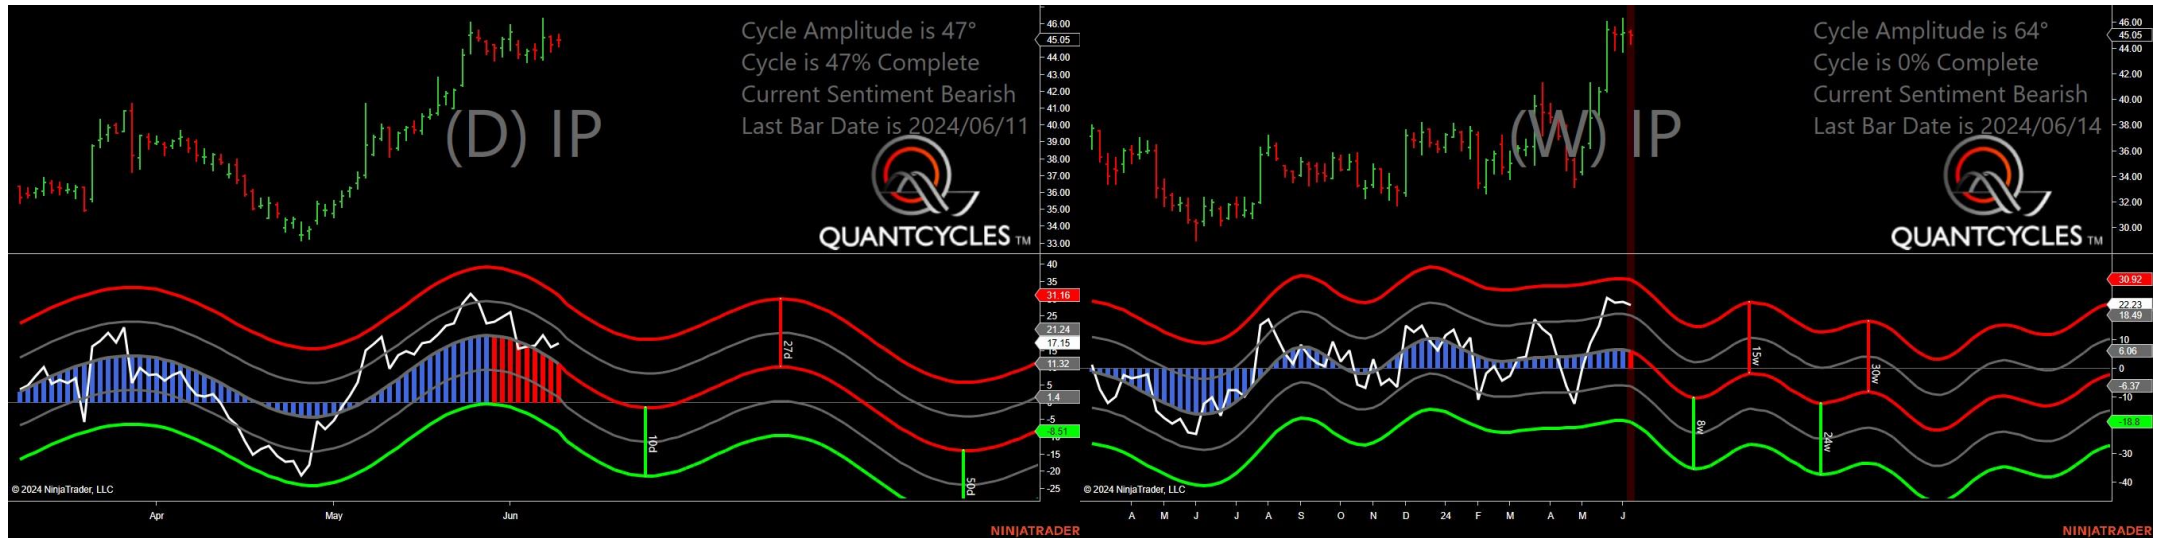 Cycle Amplitude is 47°
Cycle is 47% Complete
Current Sentiment Bearish
Last Bar Date is 2024/06/11
(D) IP
QUANTCYCLES TM
46.00
45.05
44.00
42.00
41.00
40.00
39.00
38.00
37.00
36.00
35.00
34.00
33.00
40
35
31.16
25
21.24
17.15
15
11.32
5
1.4
-5
-8.51
-15
-20
-25
10d
27d
50d
© 2024 NinjaTrader, LLC
Apr May Jun
NINJATRADER
Cycle Amplitude is 64°
Cycle is 0% Complete
Current Sentiment Bearish
Last Bar Date is 2024/06/14
(W) IP
QUANTCYCLES TM
46.00
45.05
44.00
42.00
40.00
38.00
36.00
34.00
32.00
30.00
30.92
22.23
18.49
10
6.06
0
-6.37
-10
-18.8
-30
-40
8w
15w
24w
30w
© 2024 NinjaTrader, LLC
A M J J A S O N D 24 F M A M J
NINJATRADER